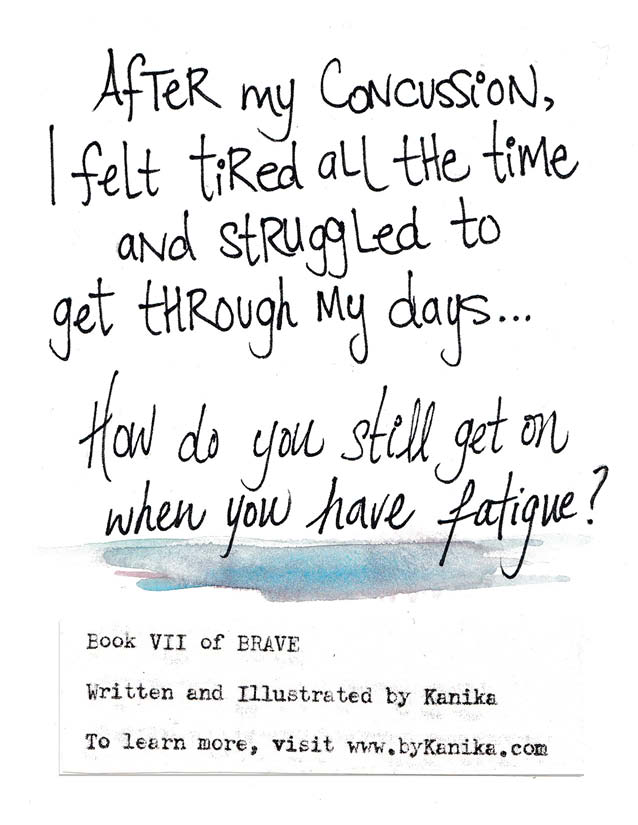 After my Concussion,
I felt tired all the time
and struggled to
get through my days...
How do you still get on
when you have fatigue?
Book VII of BRAVE
Written and Illustrated by Kanika
To learn more, visit www.byKanika.com